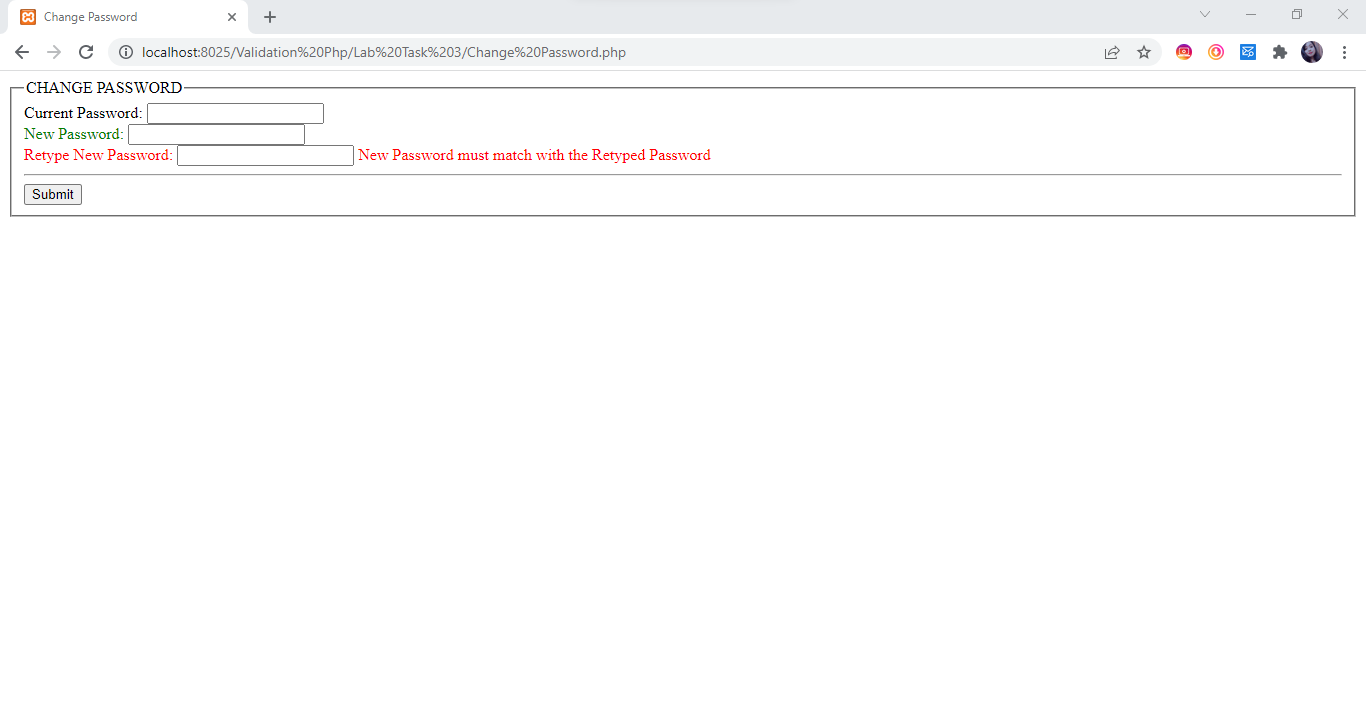 Change Password
localhost:8025/Validation%20Php/Lab%20Task%203/Change%20Password.php
CHANGE PASSWORD
Current Password:
New Password:
Retype New Password: New Password must match with the Retyped Password
Submit